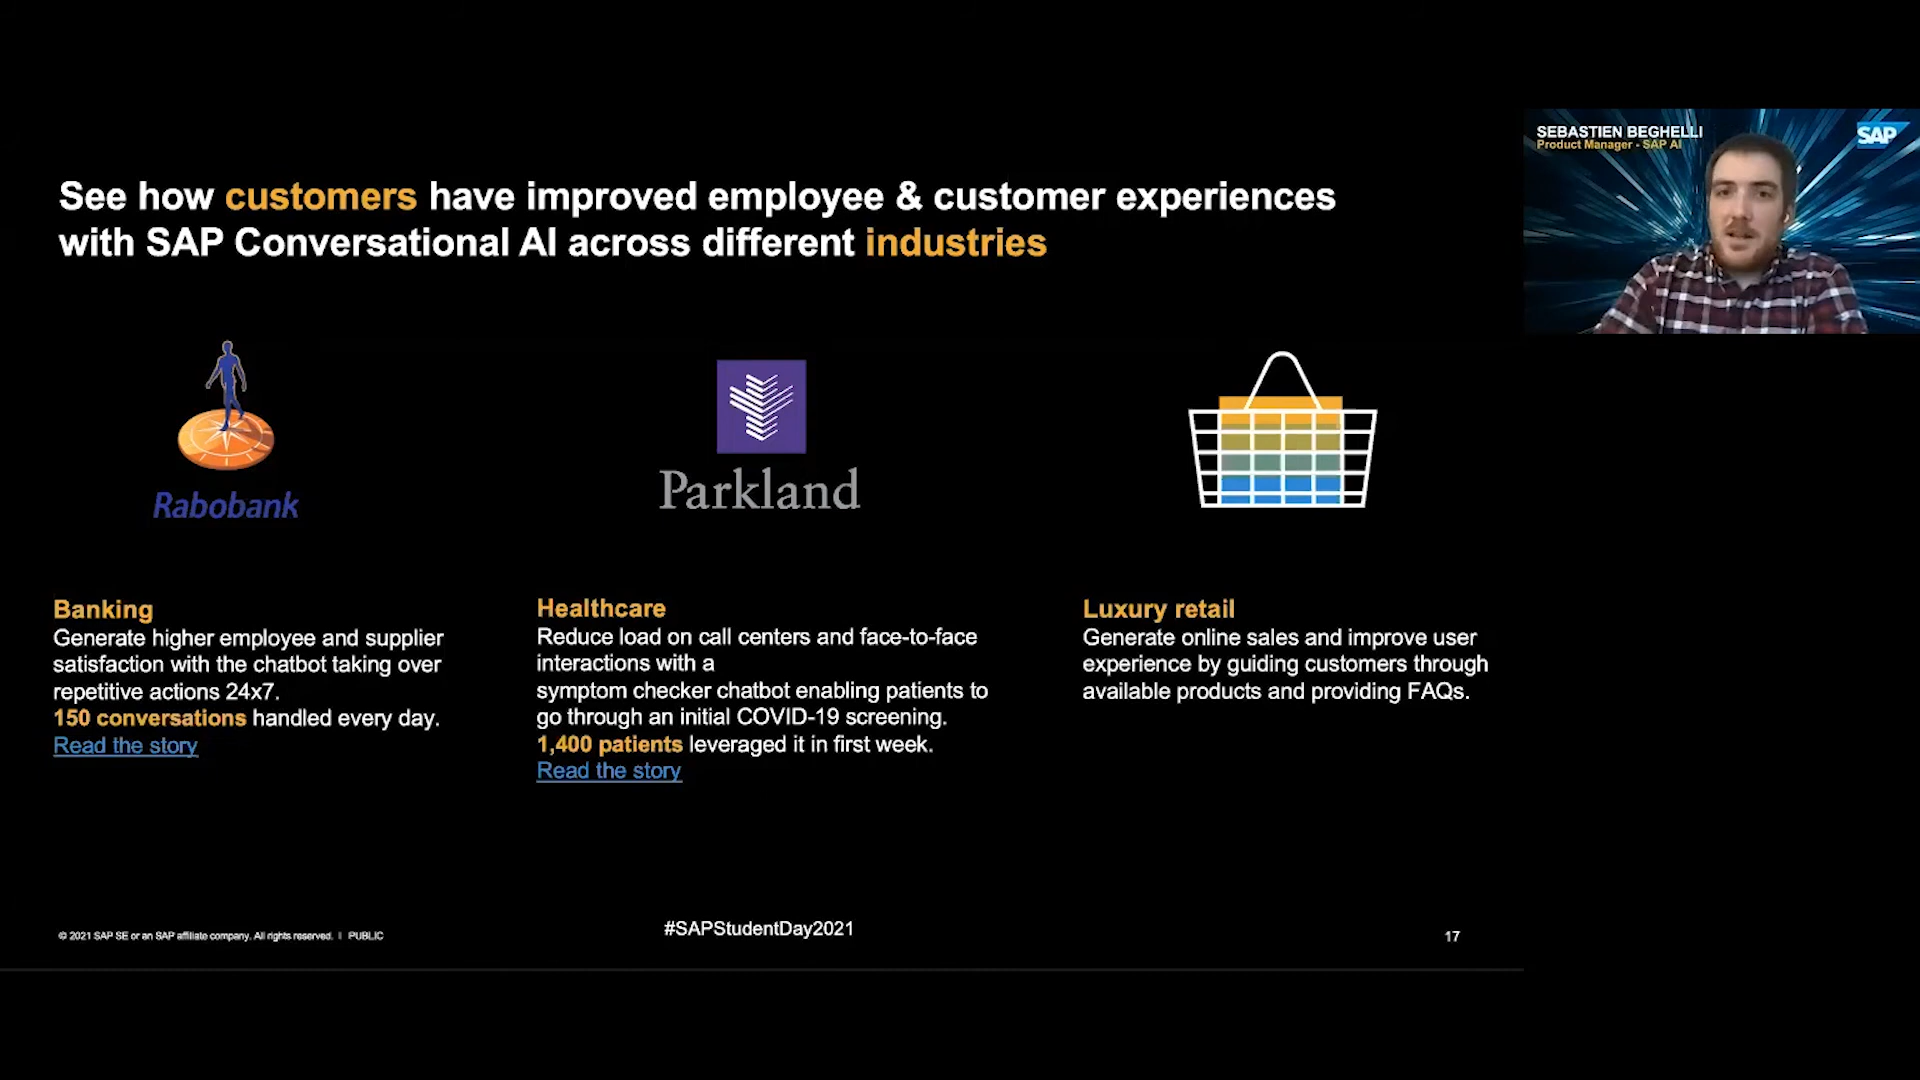 SEBASTIEN BEGHELLI
Product Manager - SAP AI
SAP
See how customers have improved employee & customer experiences
with SAP Conversational AI across different industries
Rabobank
Parkland
Banking
Generate higher employee and supplier
satisfaction with the chatbot taking over
repetitive actions 24x7.
150 conversations handled every day.
Read the story
Healthcare
Reduce load on call centers and face-to-face
interactions with a
symptom checker chatbot enabling patients to
go through an initial COVID-19 screening.
1,400 patients leveraged it in first week.
Read the story
Luxury retail
Generate online sales and improve user
experience by guiding customers through
available products and providing FAQs.
© 2021 SAP SE or an SAP affiliate company. All rights reserved. I PUBLIC
#SAPStudentDay2021
17